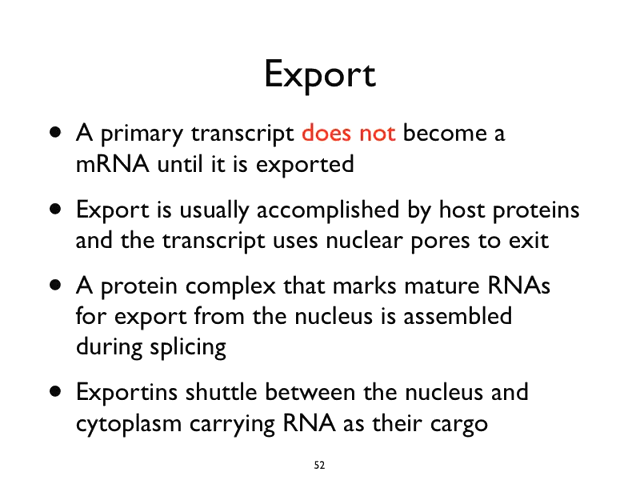 Export
• A primary transcript does not become a
mRNA until it is exported
• Export is usually accomplished by host proteins
and the transcript uses nuclear pores to exit
• A protein complex that marks mature RNAs
for export from the nucleus is assembled
during splicing
• Exportins shuttle between the nucleus and
cytoplasm carrying RNA as their cargo
52